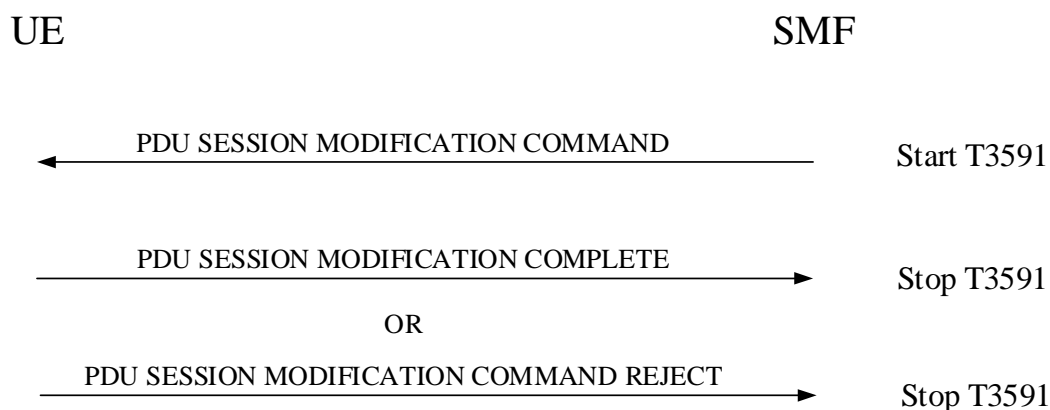 UE SMF
PDU SESSION MODIFICATION COMMAND Start T3591
PDU SESSION MODIFICATION COMPLETE Stop T3591
OR
PDU SESSION MODIFICATION COMMAND REJECT Stop T3591